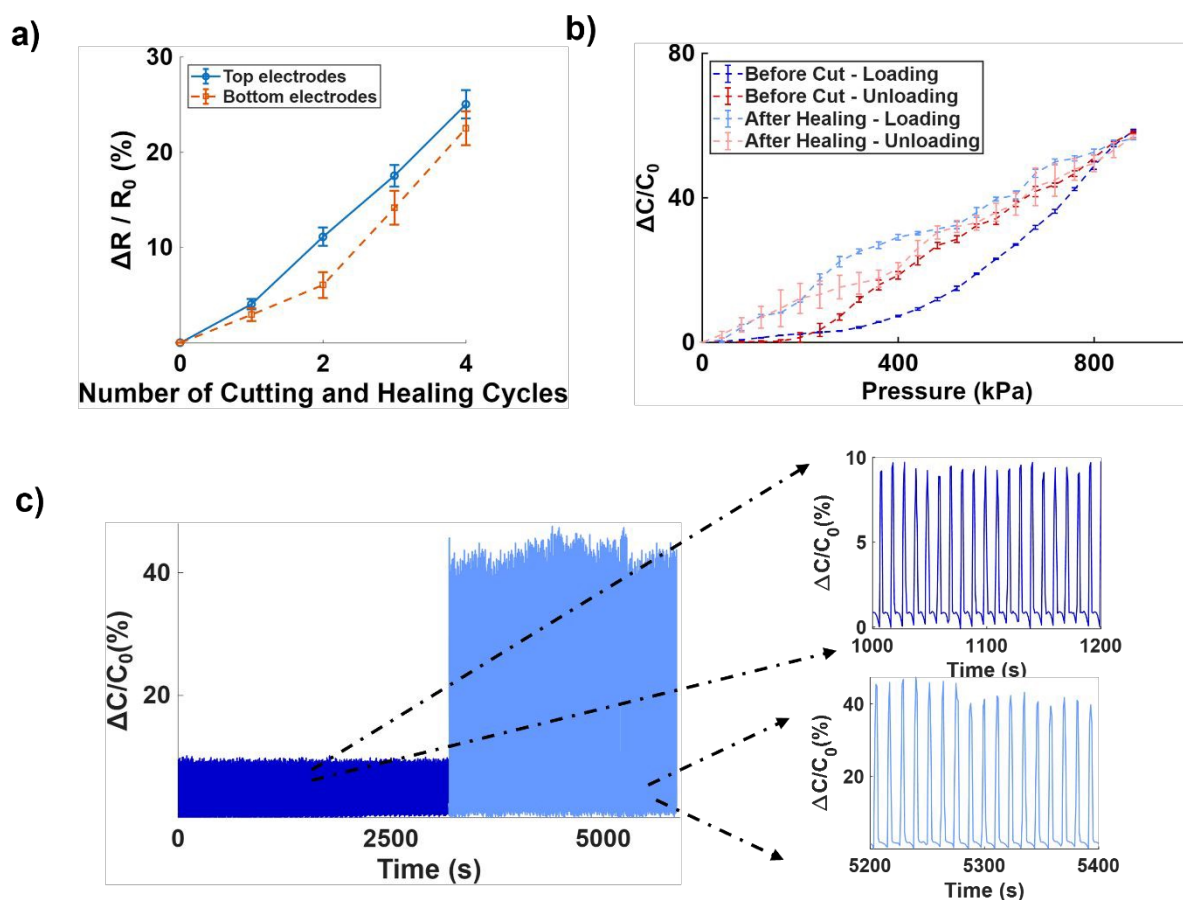 a)
30
20
10
0
2
4
ΔR / R₀ (%)
Top electrodes
Bottom electrodes
Number of Cutting and Healing Cycles
b)
80
40
0
0
400
800
ΔC/C₀
Before Cut - Loading
Before Cut - Unloading
After Healing - Loading
After Healing - Unloading
Pressure (kPa)
c)
40
20
0
2500
5000
ΔC/C₀(%)
Time (s)
10
5
0
1000
1100
1200
ΔC/C₀(%)
Time (s)
40
20
5200
5300
5400
ΔC/C₀(%)
Time (s)